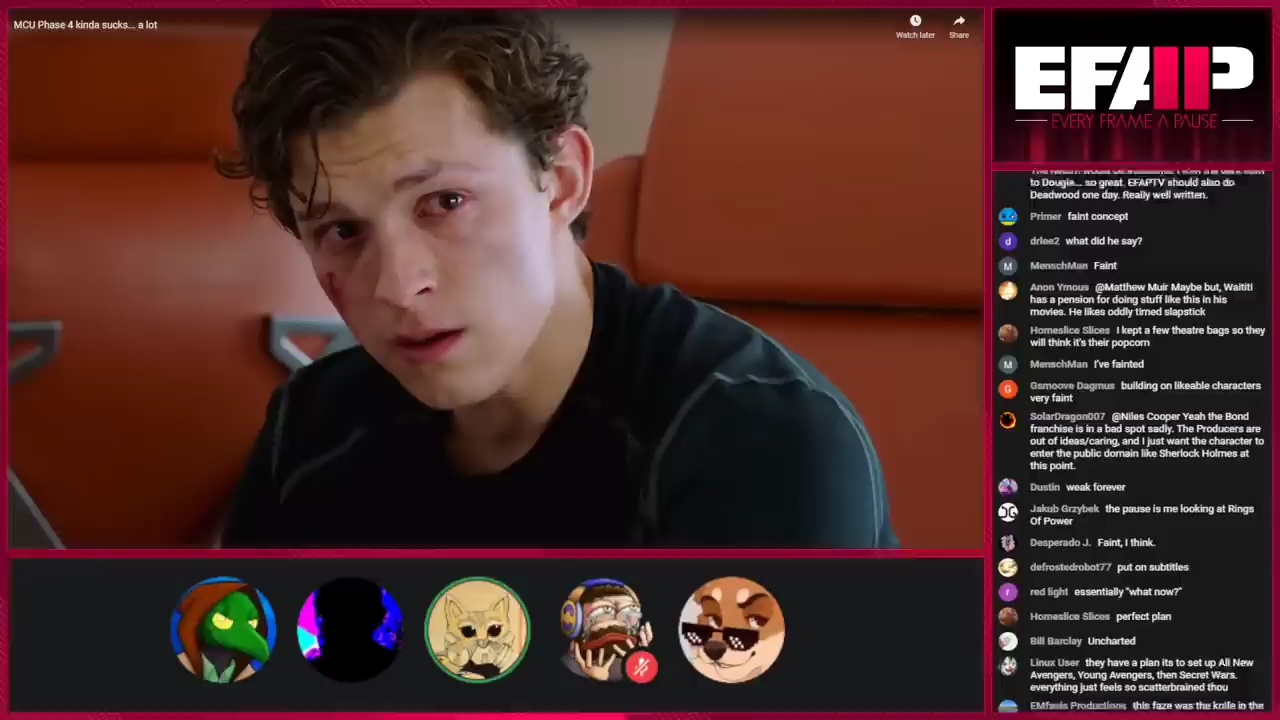 MCU Phase 4 kinda sucks... a lot
Watch later
Share
EFAP
EVERY FRAME A PAUSE
to Dougie... so great. EFAPTV should also do
Deadwood one day. Really well written.
Primer faint concept
d drlee2 what did he say?
M MenschMan Faint
Anon Ymous @Matthew Muir Maybe but, Waititi
has a pension for doing stuff like this in his
movies. He likes oddly timed slapstick
Homeslice Slices I kept a few theatre bags so they
will think it's their popcorn
M MenschMan I've fainted
G Gsmoove Dagmus building on likeable characters
very faint
SolarDragon007 @Niles Cooper Yeah the Bond
franchise is in a bad spot sadly. The Producers are
out of ideas/caring, and I just want the character to
enter the public domain like Sherlock Holmes at
this point.
Dustin weak forever
Jakub Grzybek the pause is me looking at Rings
Of Power
Desperado J. Faint, I think.
defrostedrobot77 put on subtitles
r red light essentially "what now?"
Homeslice Slices perfect plan
Bill Barclay Uncharted
Linux User they have a plan its to set up All New
Avengers, Young Avengers, then Secret Wars.
everything just feels so scatterbrained thou
Productions this faze was the knife in the